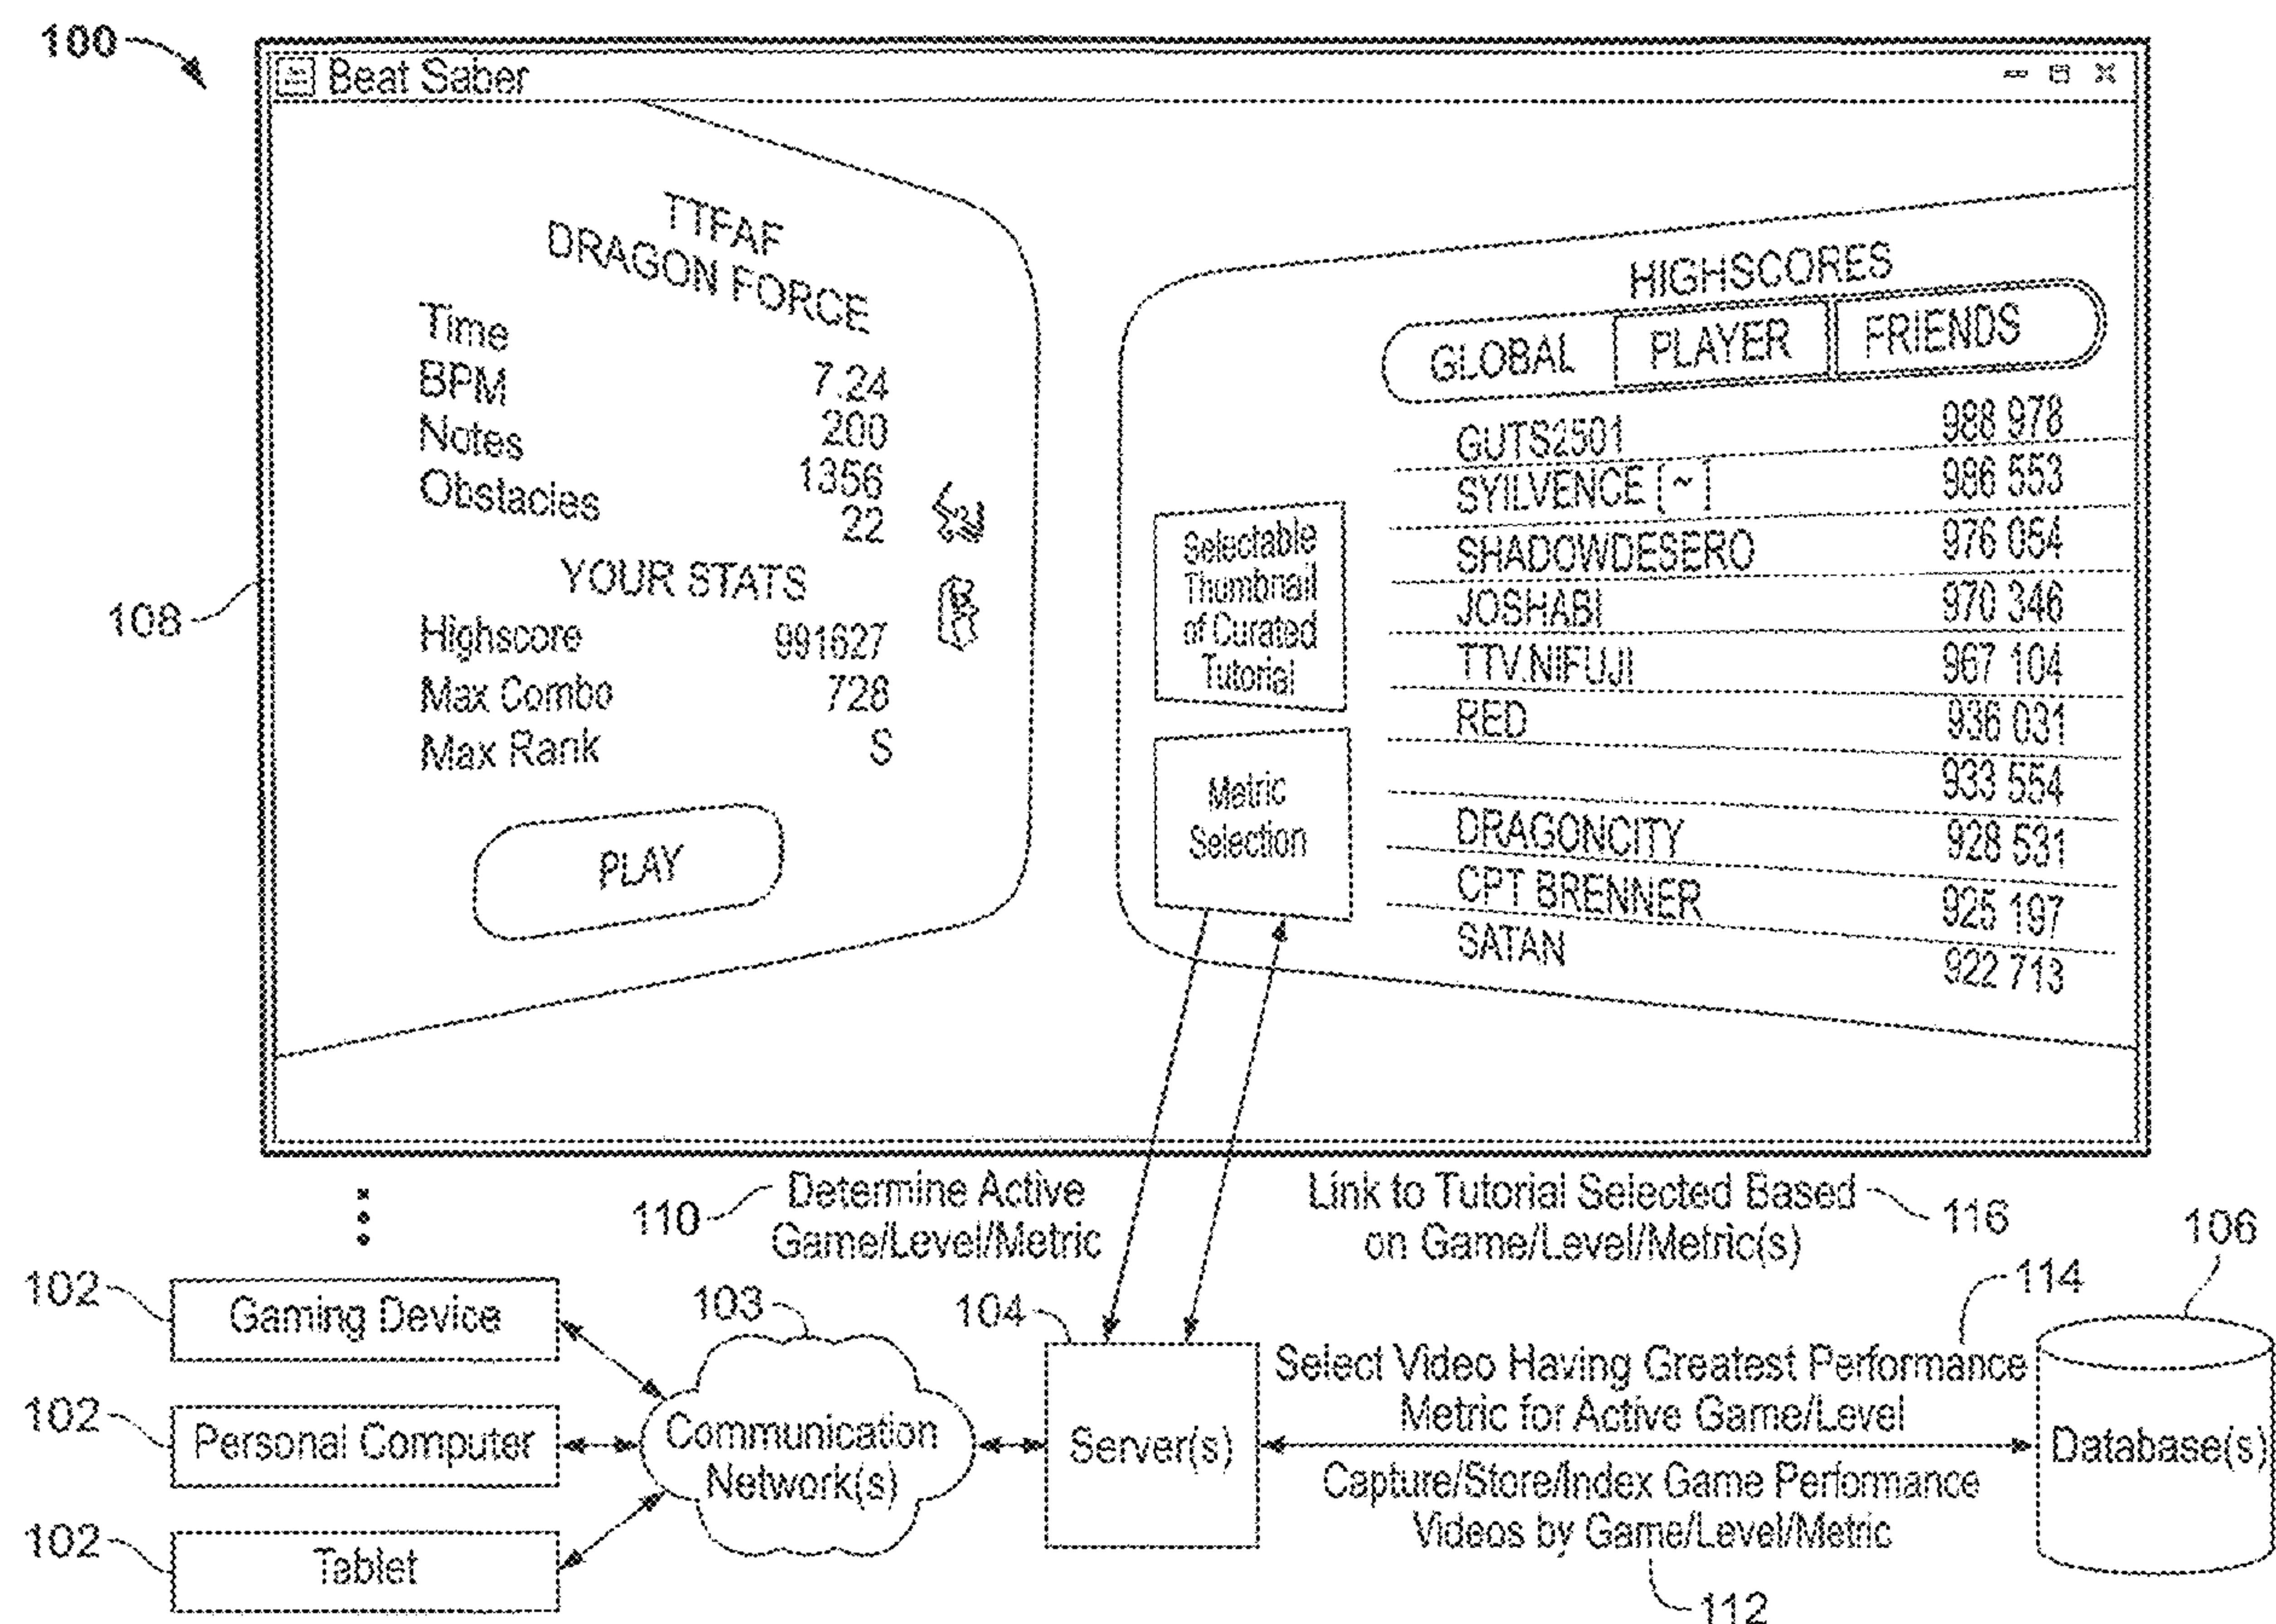 100
Beat Saber
TTFAF
DRAGON FORCE
Time 7.24
BPM 200
Notes 1356
Obstacles 22
YOUR STATS
Highscore 991627
Max Combo 728
Max Rank S
PLAY
108
HIGHSCORES
GLOBAL PLAYER FRIENDS
GUTS2501 988 978
SYILVENCE [~] 986 553
SHADOWDESERO 976 054
JOSHABI 970 346
TTV.NIFUJI 967 104
RED 936 031
933 554
DRAGONCITY 928 531
CPT BRENNER 925 197
SATAN 922 713
Selectable
Thumbnail
of Curated
Tutorial
Metric
Selection
110
Determine Active
Game/Level/Metric
Link to Tutorial Selected Based
on Game/Level/Metric(s)
116
102
Gaming Device
102
Personal Computer
102
Tablet
103
Communication
Network(s)
104
Server(s)
114
Select Video Having Greatest Performance
Metric for Active Game/Level
Capture/Store/Index Game Performance
Videos by Game/Level/Metric
112
106
Database(s)